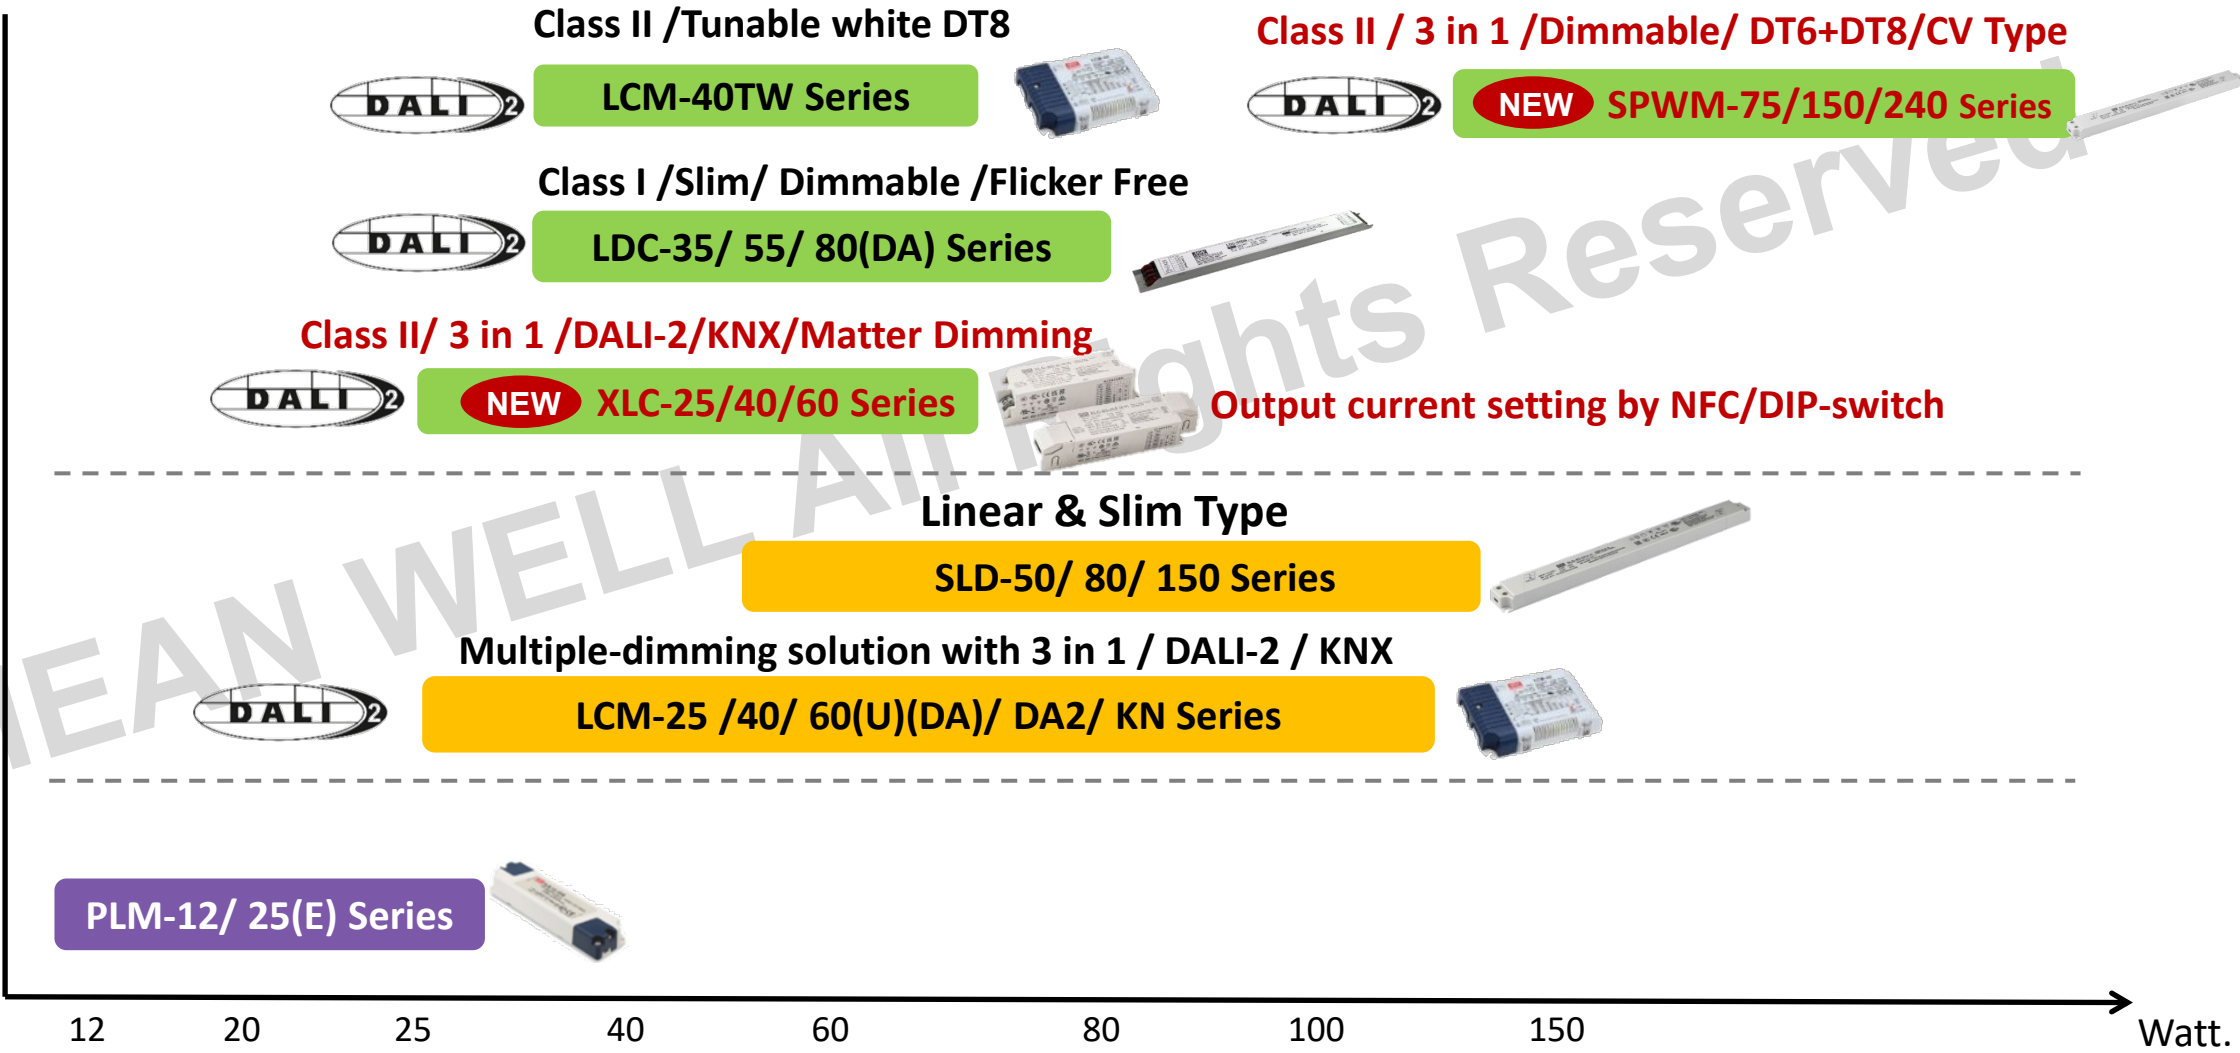 Class II /Tunable white DT8
DALI 2
LCM-40TW Series
Class II / 3 in 1 /Dimmable/ DT6+DT8/CV Type
DALI 2
NEW SPWM-75/150/240 Series
Class I /Slim/ Dimmable /Flicker Free
DALI 2
LDC-35/ 55/ 80(DA) Series
Class II/ 3 in 1 /DALI-2/KNX/Matter Dimming
DALI 2
NEW XLC-25/40/60 Series
Output current setting by NFC/DIP-switch
Linear & Slim Type
SLD-50/ 80/ 150 Series
Multiple-dimming solution with 3 in 1 / DALI-2 / KNX
DALI 2
LCM-25 /40/ 60(U)(DA)/ DA2/ KN Series
PLM-12/ 25(E) Series
12 20 25 40 60 80 100 150 Watt.
MEAN WELL All Rights Reserved